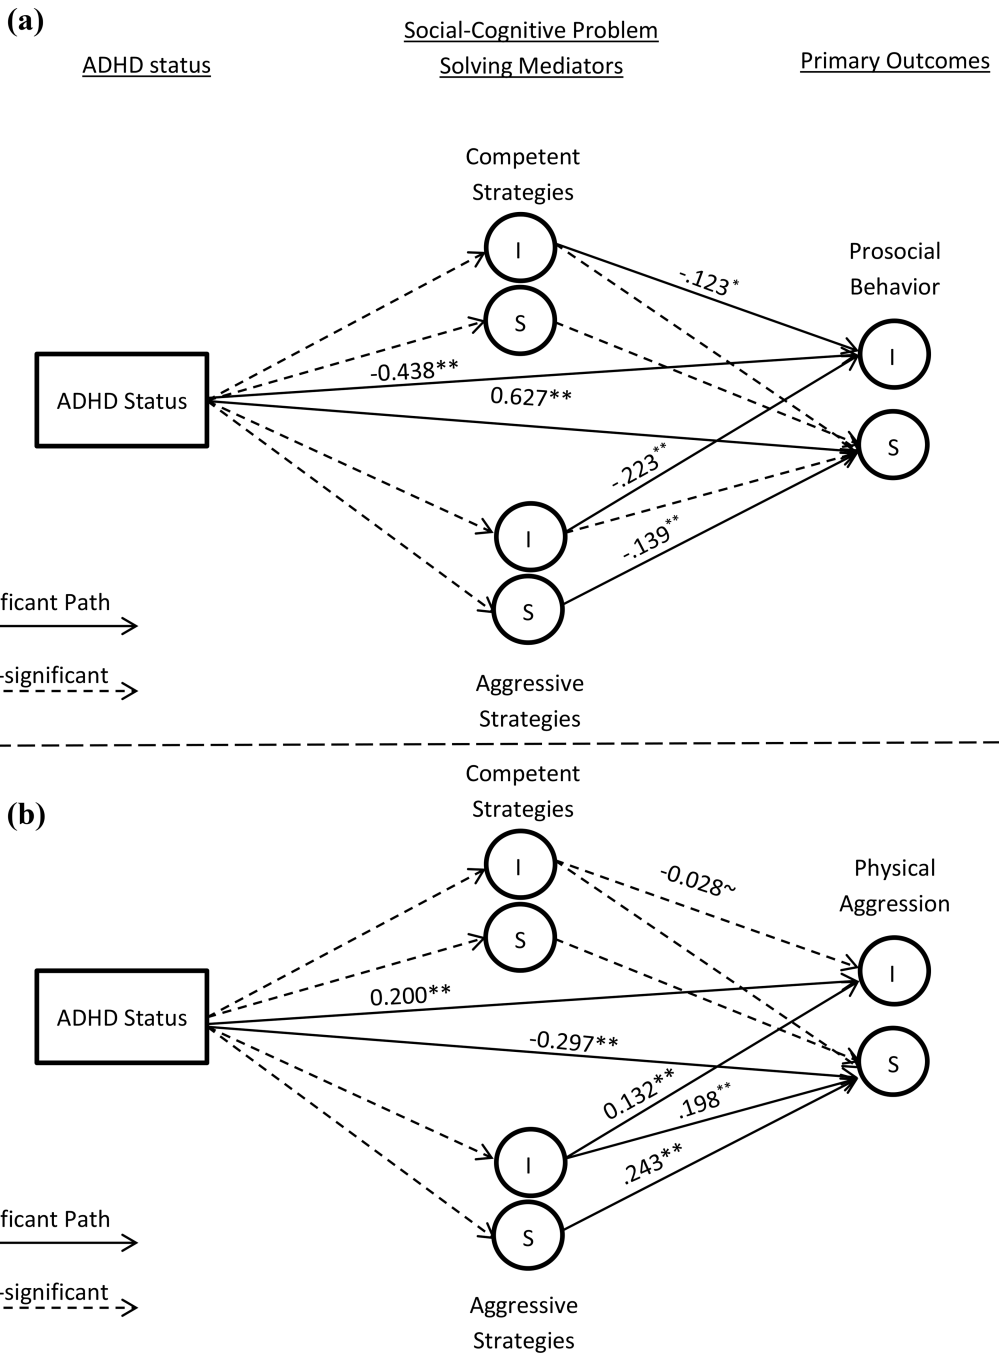 (a)
Social-Cognitive Problem
Solving Mediators
ADHD status
Primary Outcomes
Competent
Strategies
I
S
Prosocial
Behavior
I
S
-.123*
-0.438**
0.627**
ADHD Status
-.223**
-.139**
I
S
ficant Path
-significant
Aggressive
Strategies
(b)
Competent
Strategies
I
S
Physical
Aggression
I
S
-0.028~
0.200**
ADHD Status
-0.297**
0.132**
.198**
.243**
I
S
ficant Path
-significant
Aggressive
Strategies